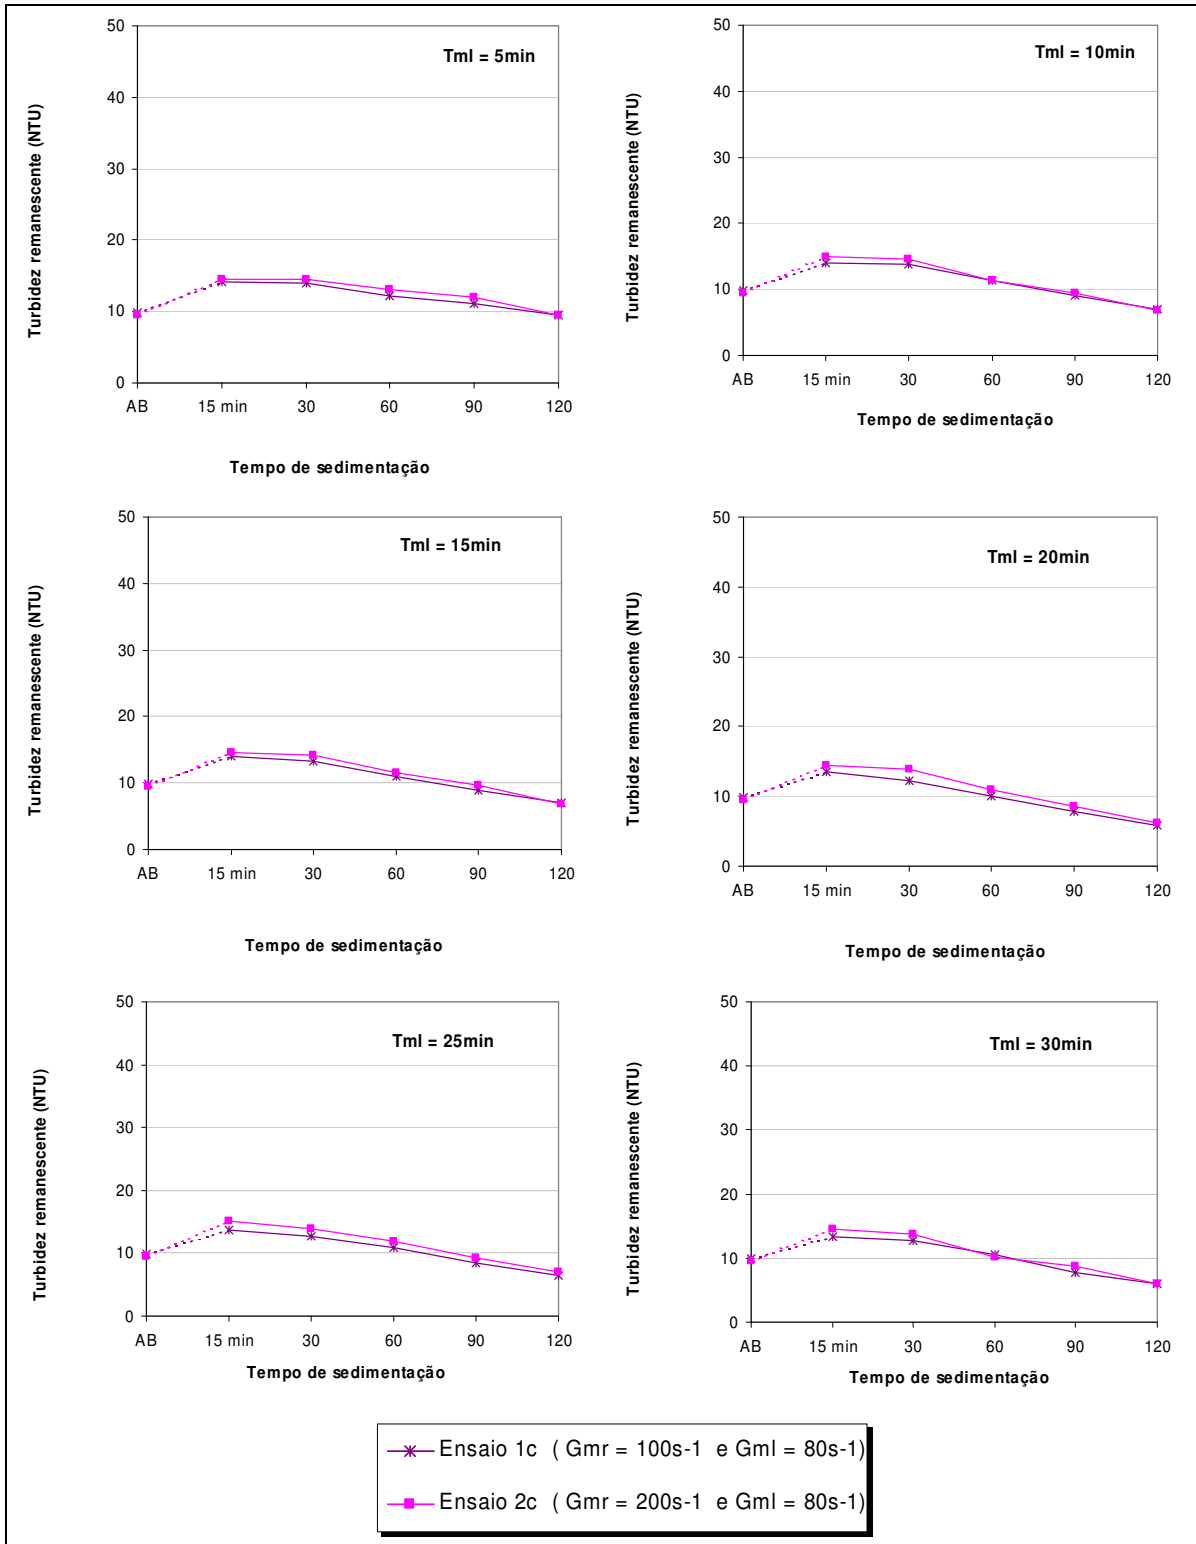 Tml = 5min
Turbidez remanescente (NTU)
50
40
30
20
10
0
AB 15 min 30 60 90 120
Tempo de sedimentação
Tml = 10min
Turbidez remanescente (NTU)
50
40
30
20
10
0
AB 15 min 30 60 90 120
Tempo de sedimentação
Tml = 15min
Turbidez remanescente (NTU)
50
40
30
20
10
0
AB 15 min 30 60 90 120
Tempo de sedimentação
Tml = 20min
Turbidez remanescente (NTU)
50
40
30
20
10
0
AB 15 min 30 60 90 120
Tempo de sedimentação
Tml = 25min
Turbidez remanescente (NTU)
50
40
30
20
10
0
AB 15 min 30 60 90 120
Tempo de sedimentação
Tml = 30min
Turbidez remanescente (NTU)
50
40
30
20
10
0
AB 15 min 30 60 90 120
Tempo de sedimentação
Ensaio 1c ( Gmr = 100s-1 e Gml = 80s-1)
Ensaio 2c ( Gmr = 200s-1 e Gml = 80s-1)